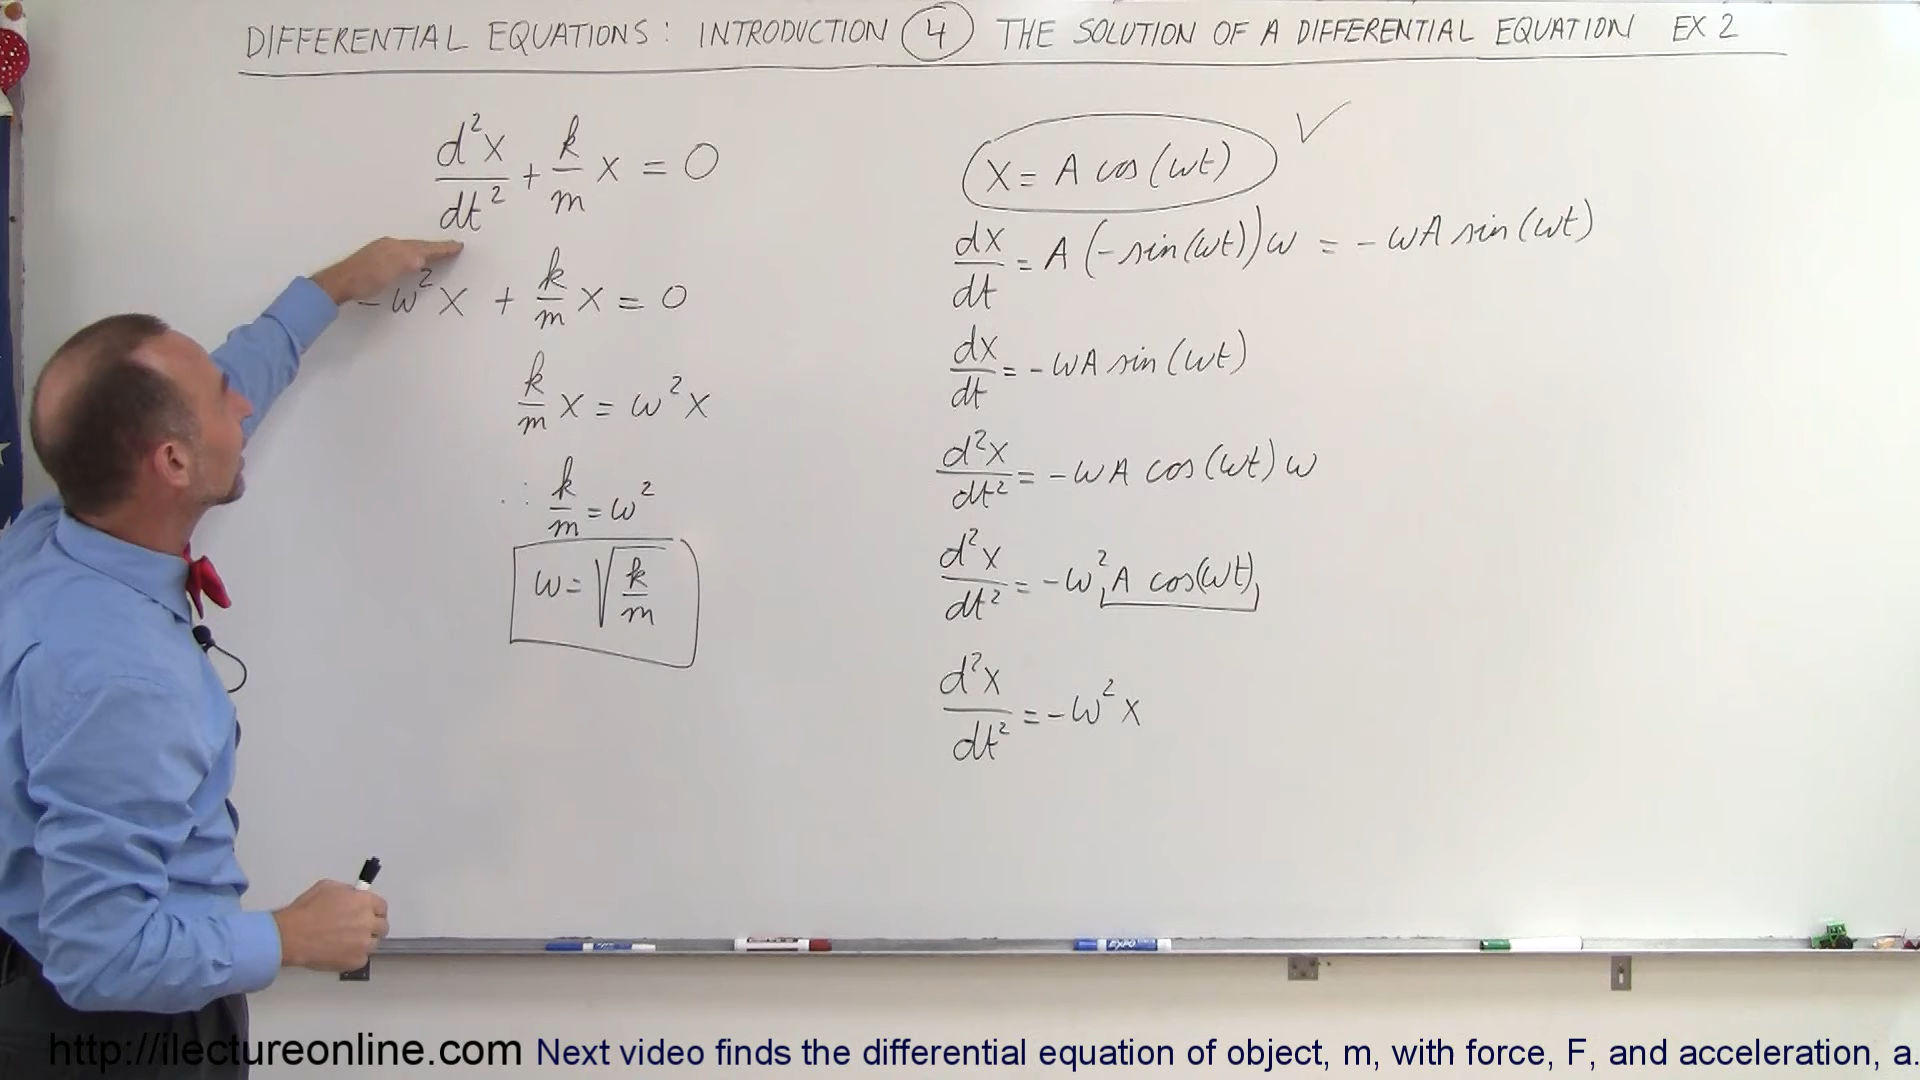 DIFFERENTIAL EQUATIONS: INTRODUCTION 4 THE SOLUTION OF A DIFFERENTIAL EQUATION EX 2
d²x/dt² + k/m x = 0
-ω²x + k/m x = 0
k/m x = ω²x
∴ k/m = ω²
ω = √(k/m)
x = A cos(ωt) ✓
dx/dt = A(-sin(ωt))ω = -ωA sin(ωt)
dx/dt = -ωA sin(ωt)
d²x/dt² = -ωA cos(ωt)ω
d²x/dt² = -ω²A cos(ωt)
d²x/dt² = -ω²x
EXPO
http://ilectureonline.com Next video finds the differential equation of object, m, with force, F, and acceleration, a.